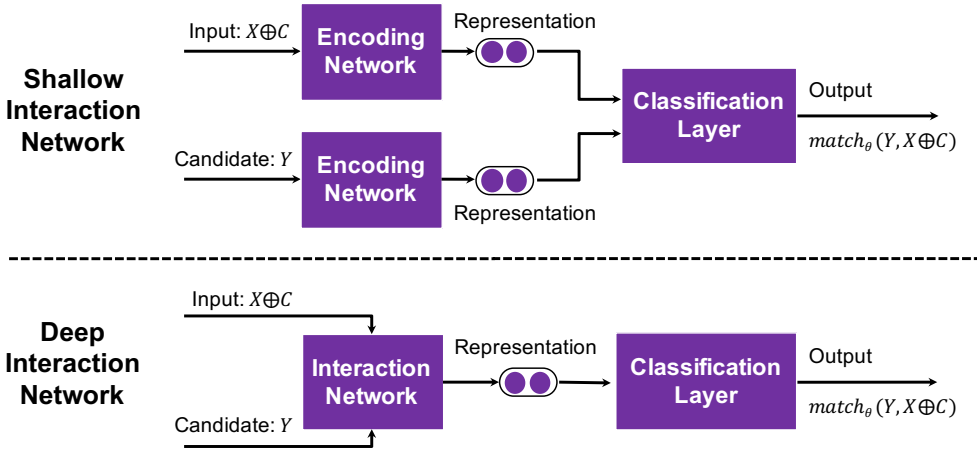 Shallow
Interaction
Network
Input: X⊕C
Encoding
Network
Representation
Candidate: Y
Encoding
Network
Representation
Classification
Layer
Output
match_θ(Y, X⊕C)
Deep
Interaction
Network
Input: X⊕C
Candidate: Y
Interaction
Network
Representation
Classification
Layer
Output
match_θ(Y, X⊕C)